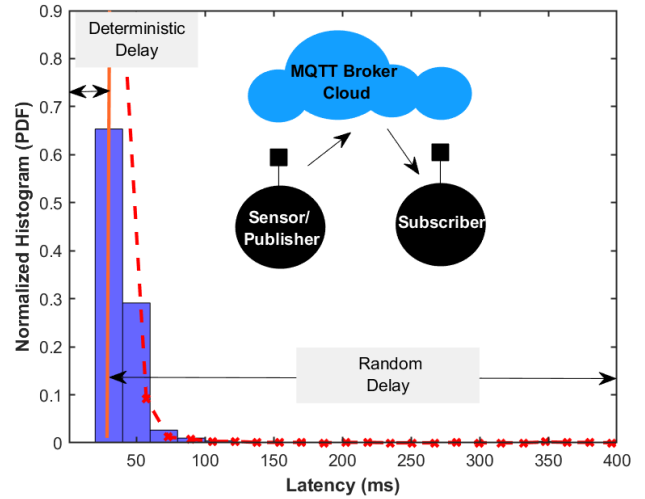 0.9
0.8
0.7
0.6
0.5
0.4
0.3
0.2
0.1
0
Normalized Histogram (PDF)
Deterministic
Delay
MQTT Broker
Cloud
Sensor/
Publisher
Subscriber
Random
Delay
50 100 150 200 250 300 350 400
Latency (ms)